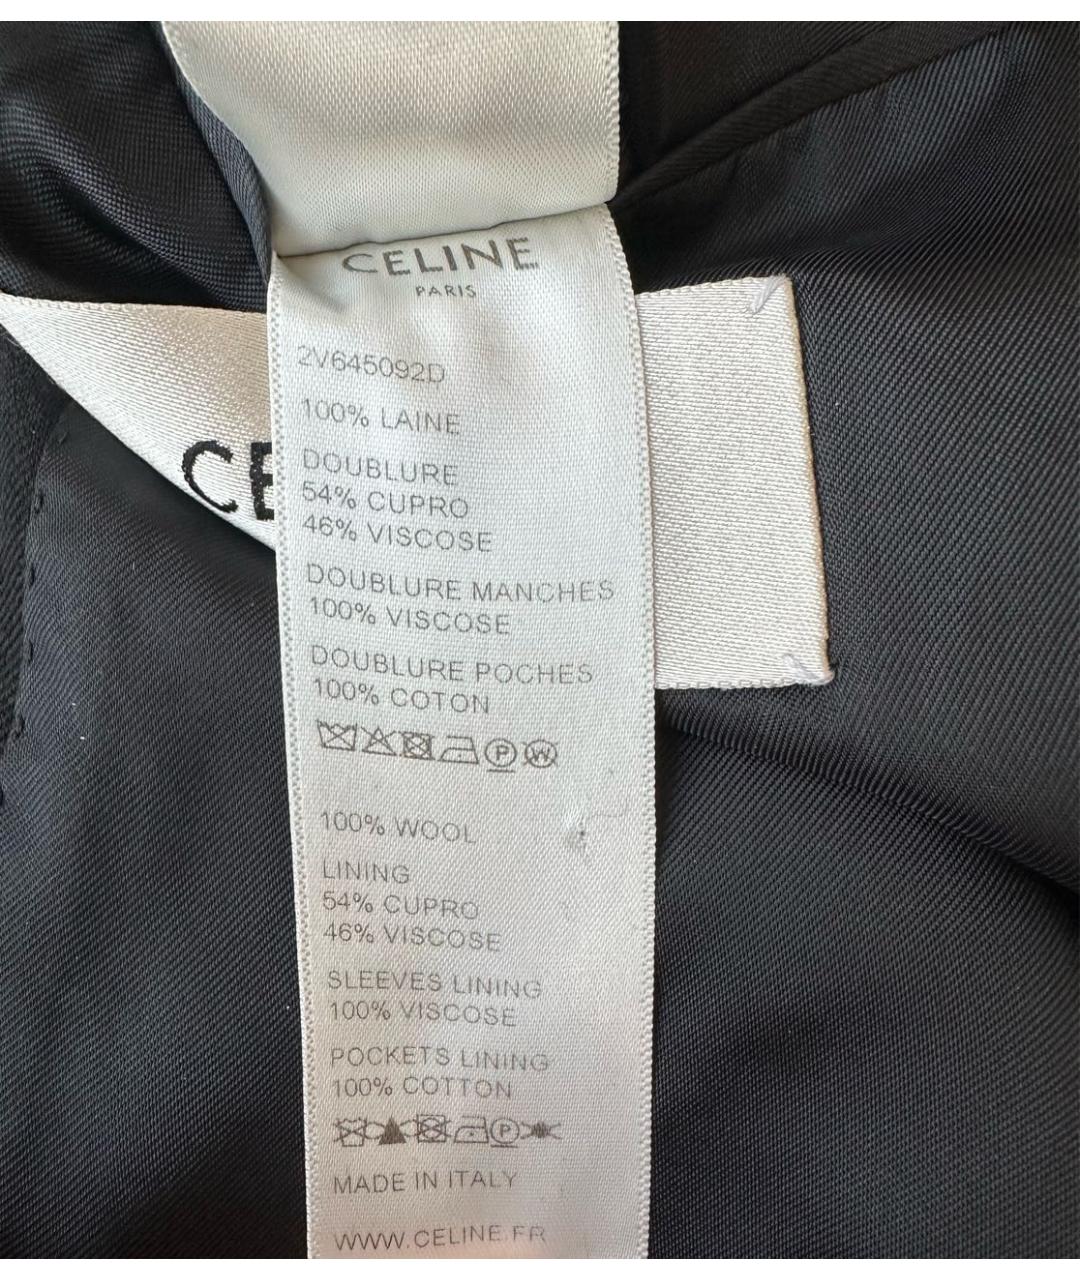 CELINE
PARIS
2V645092D
100% LAINE
DOUBLURE
54% CUPRO
46% VISCOSE
DOUBLURE MANCHES
100% VISCOSE
DOUBLURE POCHES
100% COTON
P W
100% WOOL
LINING
54% CUPRO
46% VISCOSE
SLEEVES LINING
100% VISCOSE
POCKETS LINING
100% COTTON
P
MADE IN ITALY
WWW.CELINE.FR
CE